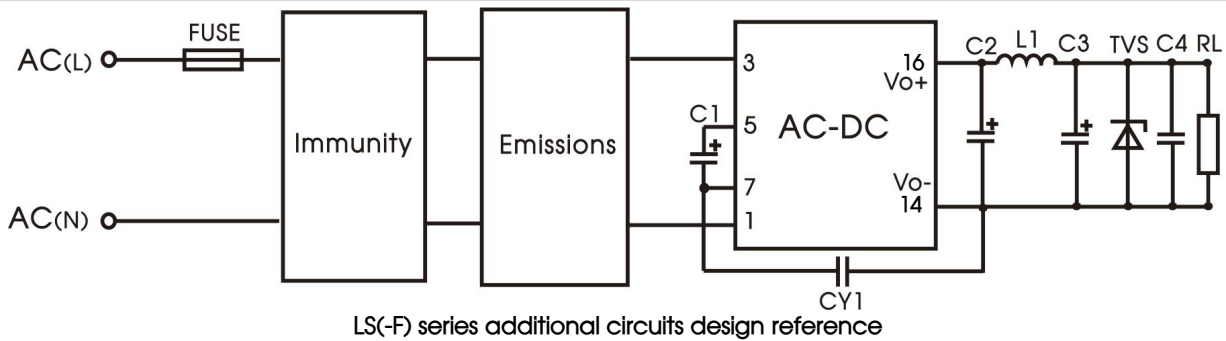 FUSE
AC(L)
AC(N)
Immunity
Emissions
C1
3
5
7
1
AC-DC
16
Vo+
Vo-
14
C2
L1
C3
TVS
C4
RL
CY1
LS(-F) series additional circuits design reference